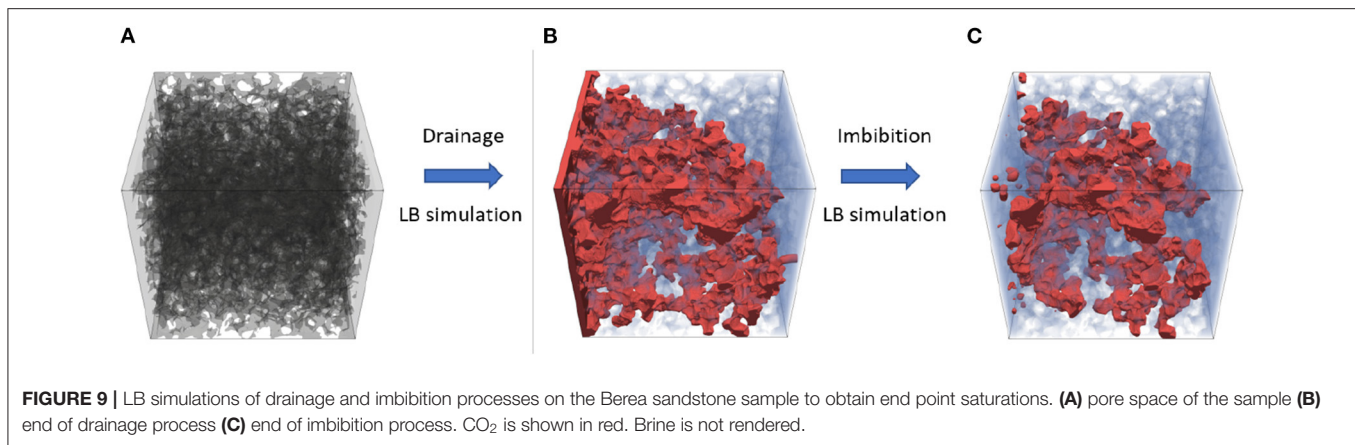 A
B
C
Drainage
LB simulation
Imbibition
LB simulation
FIGURE 9 | LB simulations of drainage and imbibition processes on the Berea sandstone sample to obtain end point saturations. (A) pore space of the sample (B)
end of drainage process (C) end of imbibition process. CO₂ is shown in red. Brine is not rendered.